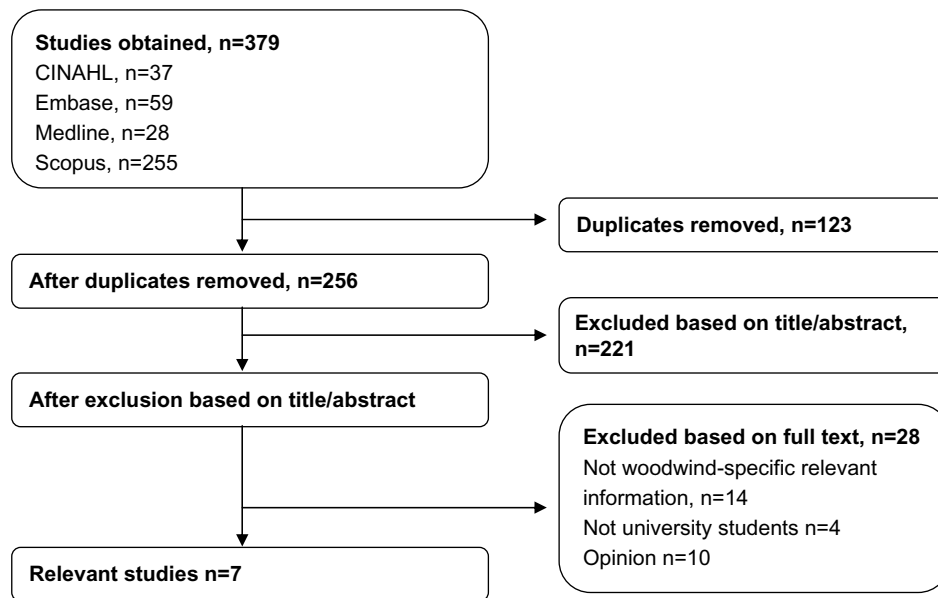 Studies obtained, n=379
CINAHL, n=37
Embase, n=59
Medline, n=28
Scopus, n=255
Duplicates removed, n=123
After duplicates removed, n=256
Excluded based on title/abstract,
n=221
After exclusion based on title/abstract
Excluded based on full text, n=28
Not woodwind-specific relevant
information, n=14
Not university students n=4
Opinion n=10
Relevant studies n=7